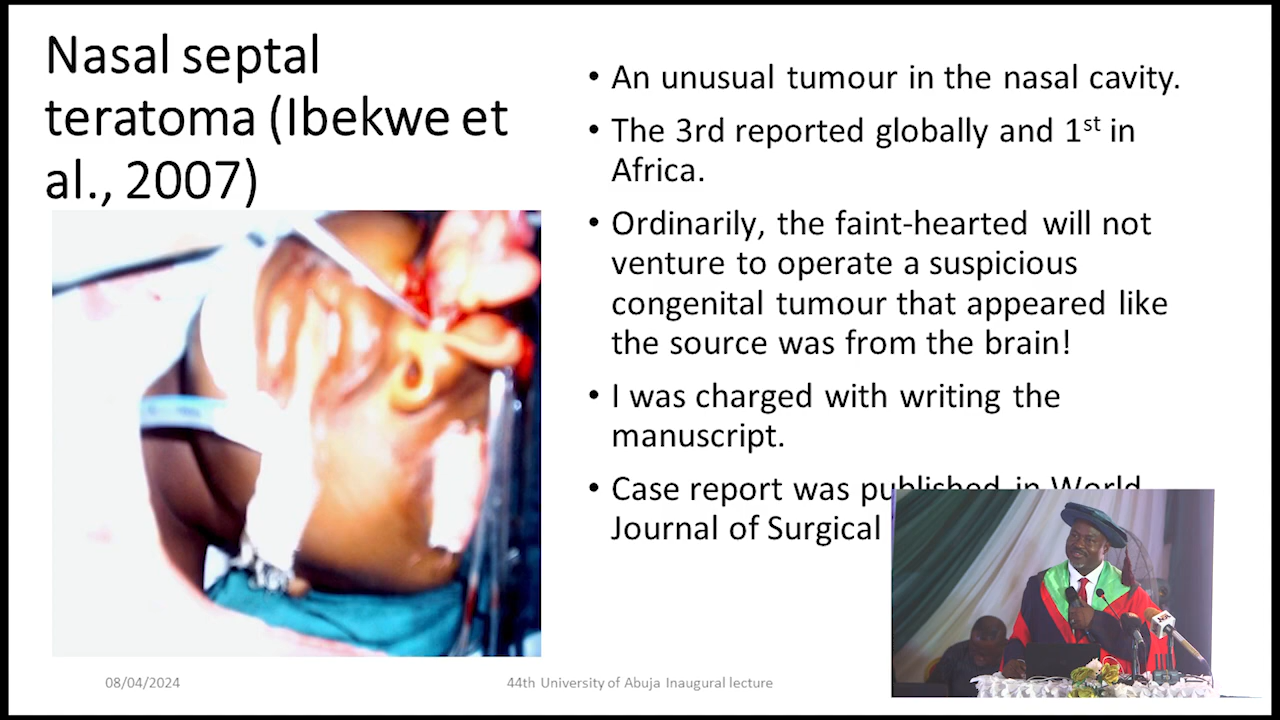 Nasal septal
teratoma (Ibekwe et
al., 2007)
• An unusual tumour in the nasal cavity.
• The 3rd reported globally and 1st in
Africa.
• Ordinarily, the faint-hearted will not
venture to operate a suspicious
congenital tumour that appeared like
the source was from the brain!
• I was charged with writing the
manuscript.
• Case report was published in World
Journal of Surgical
08/04/2024
44th University of Abuja Inaugural lecture